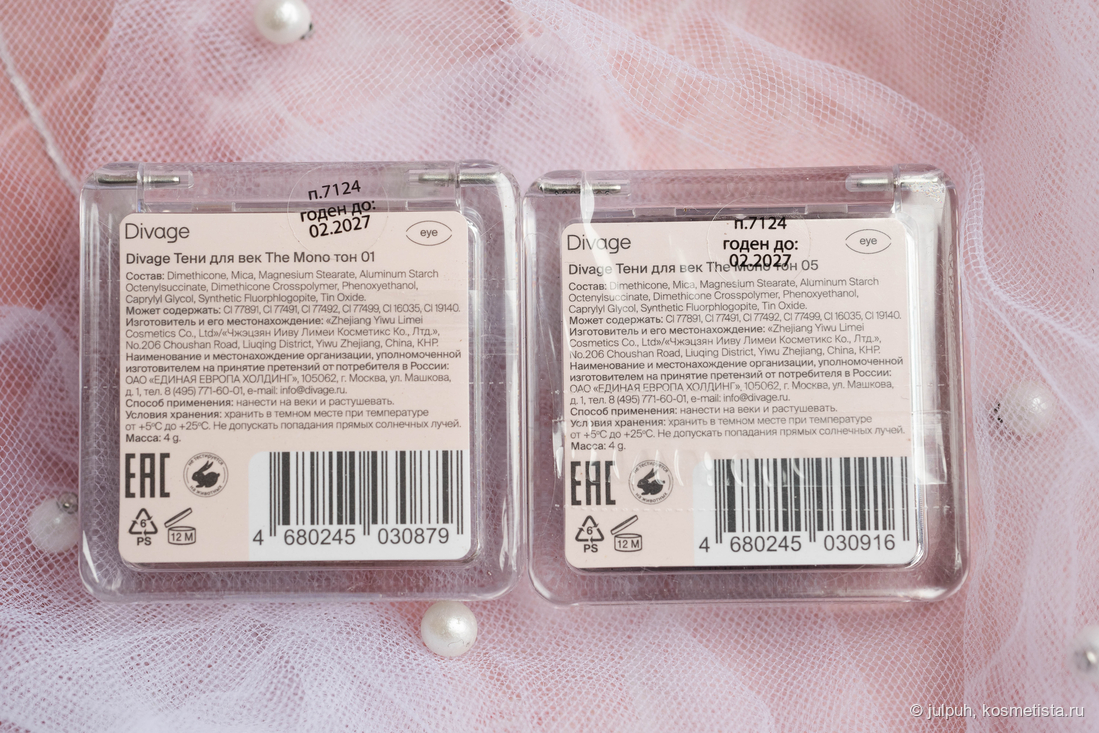 п.7124
годен до:
02.2027
Divage
eye
Divage Тени для век The Mono тон 01
Состав: Dimethicone, Mica, Magnesium Stearate, Aluminum Starch
Octenylsuccinate, Dimethicone Crosspolymer, Phenoxyethanol,
Caprylyl Glycol, Synthetic Fluorphlogopite, Tin Oxide.
Может содержать: CI 77891, CI 77491, CI 77492, CI 77499, CI 16035, CI 19140.
Изготовитель и его местонахождение: «Zhejiang Yiwu Limei
Cosmetics Co., Ltd»/«Чжэцзян Ииву Лимеи Косметикс Ко., Лтд.»,
No.206 Choushan Road, Liuqing District, Yiwu Zhejiang, China, КНР.
Наименование и местонахождение организации, уполномоченной
изготовителем на принятие претензий от потребителя в России:
ОАО «ЕДИНАЯ ЕВРОПА ХОЛДИНГ», 105062, г. Москва, ул. Машкова,
д. 1, тел. 8 (495) 771-60-01, e-mail: info@divage.ru.
Способ применения: нанести на веки и растушевать.
Условия хранения: хранить в темном месте при температуре
от +5°C до +25°C. Не допускать попадания прямых солнечных лучей.
Масса: 4 g.
EAC
не тестируется
на животных
6
PS
12 M
4 680245 030879
п.7124
годен до:
02.2027
Divage
eye
Divage Тени для век The Mono тон 05
Состав: Dimethicone, Mica, Magnesium Stearate, Aluminum Starch
Octenylsuccinate, Dimethicone Crosspolymer, Phenoxyethanol,
Caprylyl Glycol, Synthetic Fluorphlogopite, Tin Oxide.
Может содержать: CI 77891, CI 77491, CI 77492, CI 77499, CI 16035, CI 19140.
Изготовитель и его местонахождение: «Zhejiang Yiwu Limei
Cosmetics Co., Ltd»/«Чжэцзян Ииву Лимеи Косметикс Ко., Лтд.»,
No.206 Choushan Road, Liuqing District, Yiwu Zhejiang, China, КНР.
Наименование и местонахождение организации, уполномоченной
изготовителем на принятие претензий от потребителя в России:
ОАО «ЕДИНАЯ ЕВРОПА ХОЛДИНГ», 105062, г. Москва, ул. Машкова,
д. 1, тел. 8 (495) 771-60-01, e-mail: info@divage.ru.
Способ применения: нанести на веки и растушевать.
Условия хранения: хранить в темном месте при температуре
от +5°C до +25°C. Не допускать попадания прямых солнечных лучей.
Масса: 4 g.
EAC
не тестируется
на животных
6
PS
12 M
4 680245 030916
© julpuh, kosmetista.ru